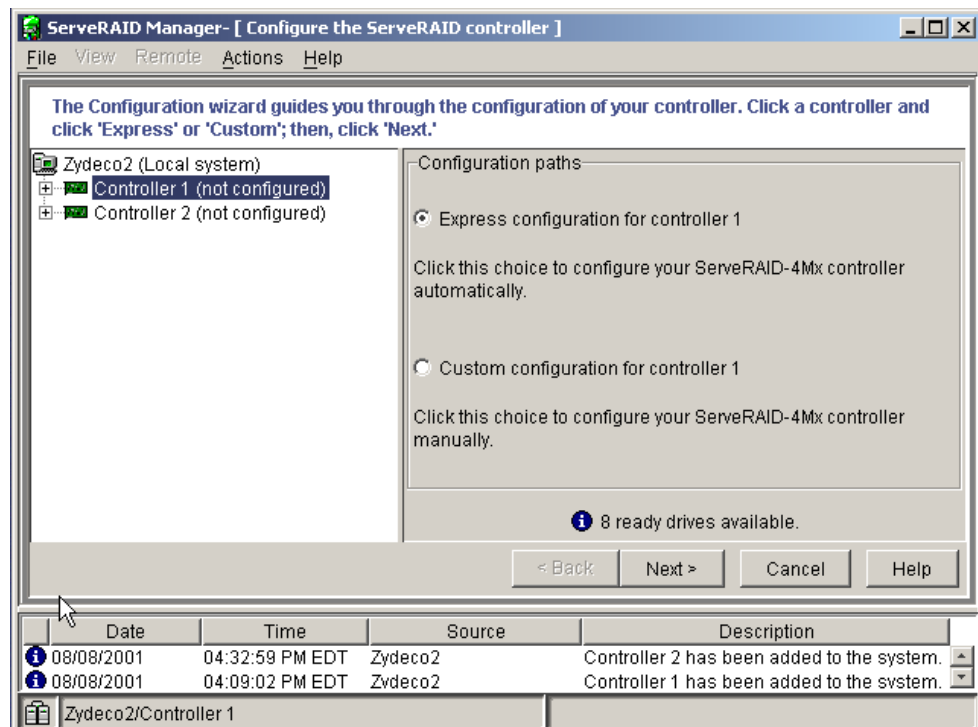 ServeRAID Manager- [ Configure the ServeRAID controller ]
File View Remote Actions Help
The Configuration wizard guides you through the configuration of your controller. Click a controller and
click 'Express' or 'Custom'; then, click 'Next.'
Zydeco2 (Local system)
Controller 1 (not configured)
Controller 2 (not configured)
Configuration paths
Express configuration for controller 1
Click this choice to configure your ServeRAID-4Mx controller
automatically.
Custom configuration for controller 1
Click this choice to configure your ServeRAID-4Mx controller
manually.
8 ready drives available.
< Back Next > Cancel Help
Date Time Source Description
08/08/2001 04:32:59 PM EDT Zydeco2 Controller 2 has been added to the system.
08/08/2001 04:09:02 PM EDT Zydeco2 Controller 1 has been added to the system.
Zydeco2/Controller 1